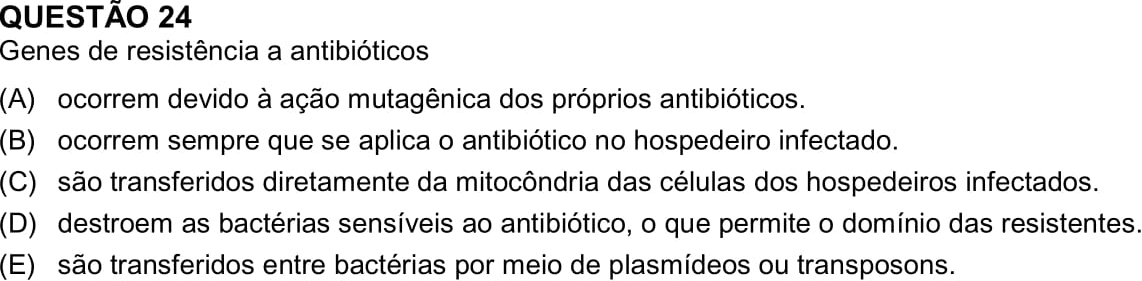 QUESTÃO 24
Genes de resistência a antibióticos
(A) ocorrem devido à ação mutagênica dos próprios antibióticos.
(B) ocorrem sempre que se aplica o antibiótico no hospedeiro infectado.
(C) são transferidos diretamente da mitocôndria das células dos hospedeiros infectados.
(D) destroem as bactérias sensíveis ao antibiótico, o que permite o domínio das resistentes.
(E) são transferidos entre bactérias por meio de plasmídeos ou transposons.